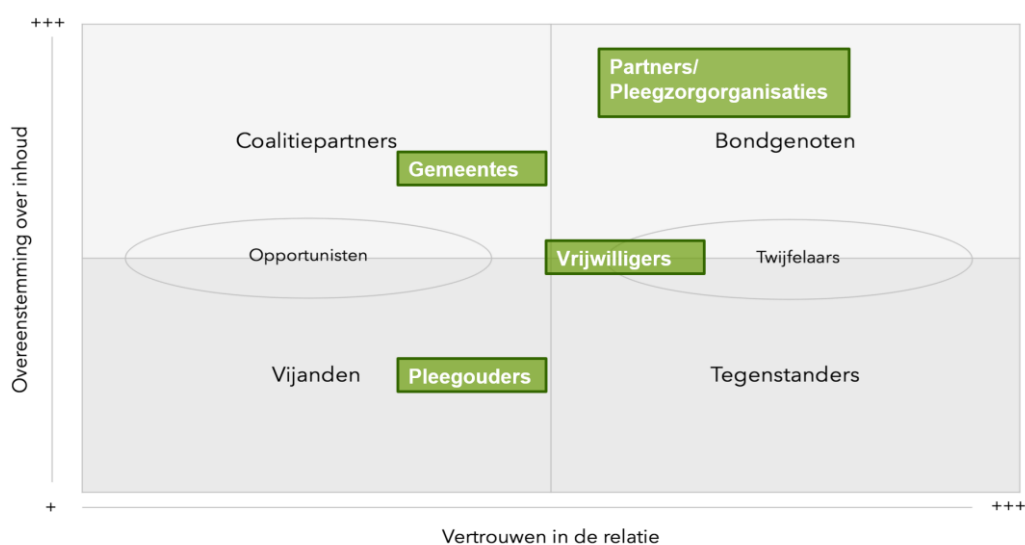 +++
Partners/
Pleegzorgorganisaties
Coalitiepartners
Bondgenoten
Gemeentes
Overeenstemming over inhoud
Opportunisten
Vrijwilligers
Twijfelaars
Vijanden
Pleegouders
Tegenstanders
+
+++
Vertrouwen in de relatie